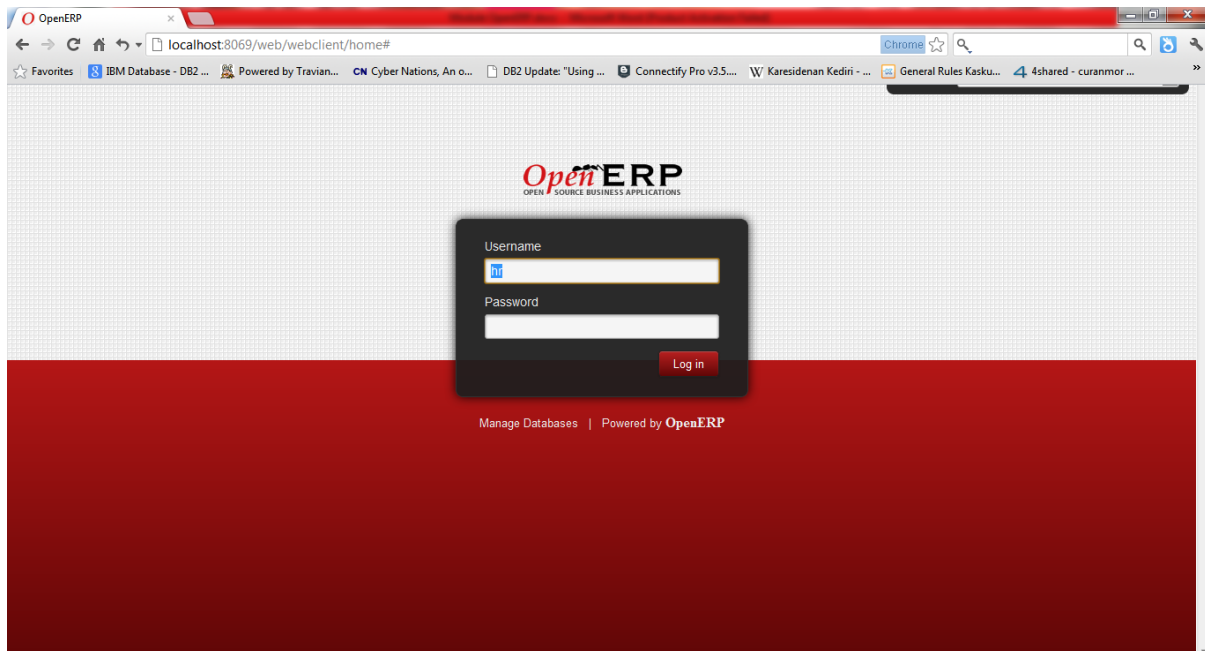 OpenERP
localhost:8069/web/webclient/home#
Chrome
Favorites
IBM Database - DB2 ...
Powered by Travian...
CN Cyber Nations, An o...
DB2 Update: "Using ...
Connectify Pro v3.5....
W Karesidenan Kediri - ...
General Rules Kasku...
4shared - curanmor ...
»
OpenERP
OPEN SOURCE BUSINESS APPLICATIONS
Username
hr
Password
Log in
Manage Databases | Powered by OpenERP